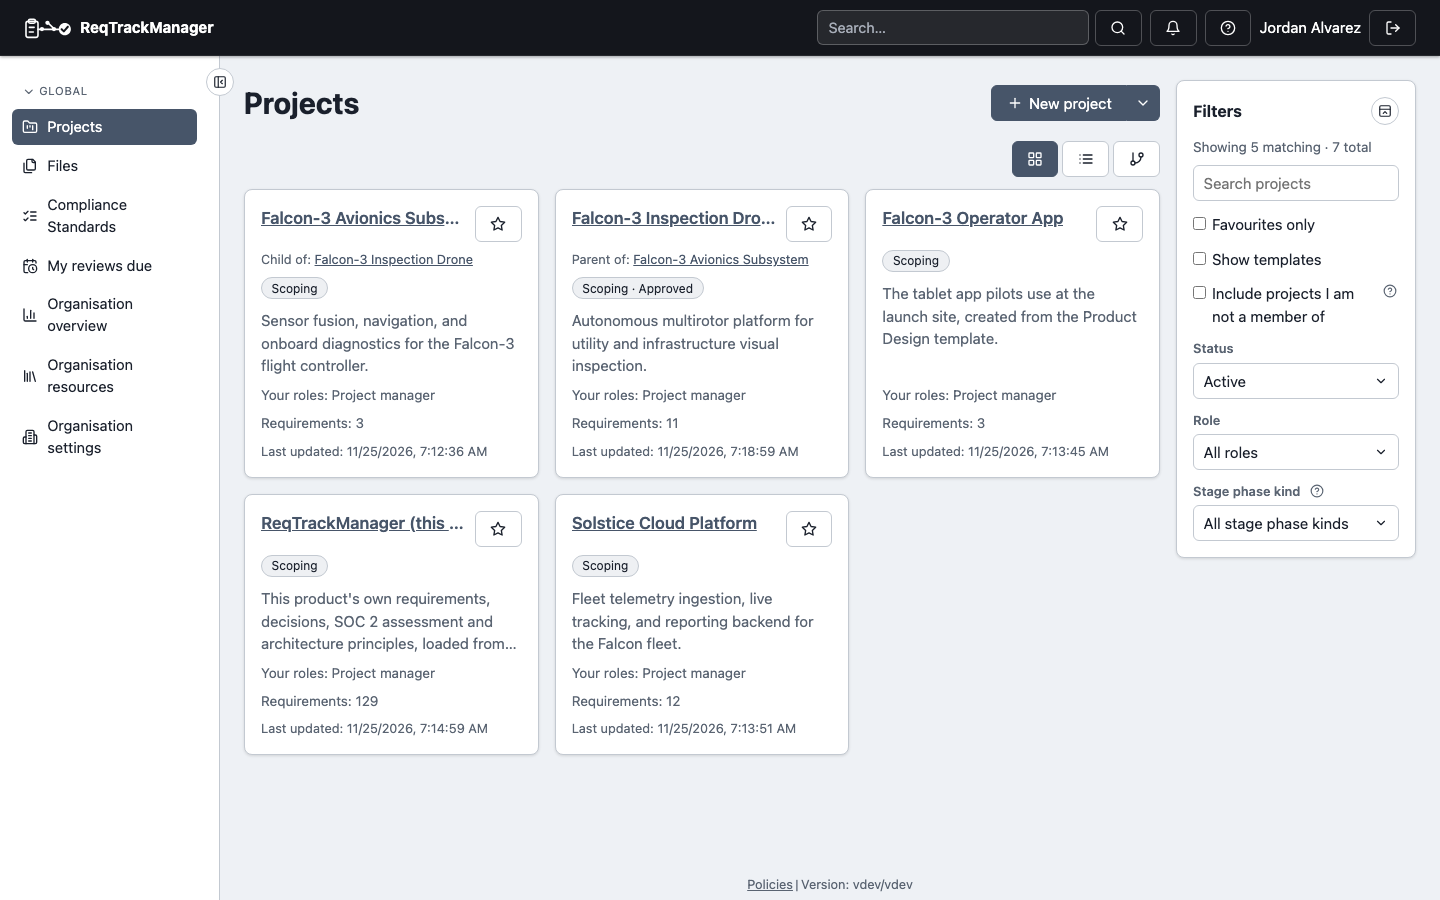 ReqTrackManager
Search...
Jordan Alvarez
GLOBAL
Projects
Files
Compliance
Standards
My reviews due
Organisation
overview
Organisation
resources
Organisation
settings
Projects
New project
Falcon-3 Avionics Subs...
Child of: Falcon-3 Inspection Drone
Scoping
Sensor fusion, navigation, and
onboard diagnostics for the Falcon-3
flight controller.
Your roles: Project manager
Requirements: 3
Last updated: 11/25/2026, 7:12:36 AM
Falcon-3 Inspection Dro...
Parent of: Falcon-3 Avionics Subsystem
Scoping · Approved
Autonomous multirotor platform for
utility and infrastructure visual
inspection.
Your roles: Project manager
Requirements: 11
Last updated: 11/25/2026, 7:18:59 AM
Falcon-3 Operator App
Scoping
The tablet app pilots use at the
launch site, created from the Product
Design template.
Your roles: Project manager
Requirements: 3
Last updated: 11/25/2026, 7:13:45 AM
ReqTrackManager (this ...
Scoping
This product's own requirements,
decisions, SOC 2 assessment and
architecture principles, loaded from...
Your roles: Project manager
Requirements: 129
Last updated: 11/25/2026, 7:14:59 AM
Solstice Cloud Platform
Scoping
Fleet telemetry ingestion, live
tracking, and reporting backend for
the Falcon fleet.
Your roles: Project manager
Requirements: 12
Last updated: 11/25/2026, 7:13:51 AM
Filters
Showing 5 matching · 7 total
Search projects
Favourites only
Show templates
Include projects I am
not a member of
Status
Active
Role
All roles
Stage phase kind
All stage phase kinds
Policies | Version: vdev/vdev